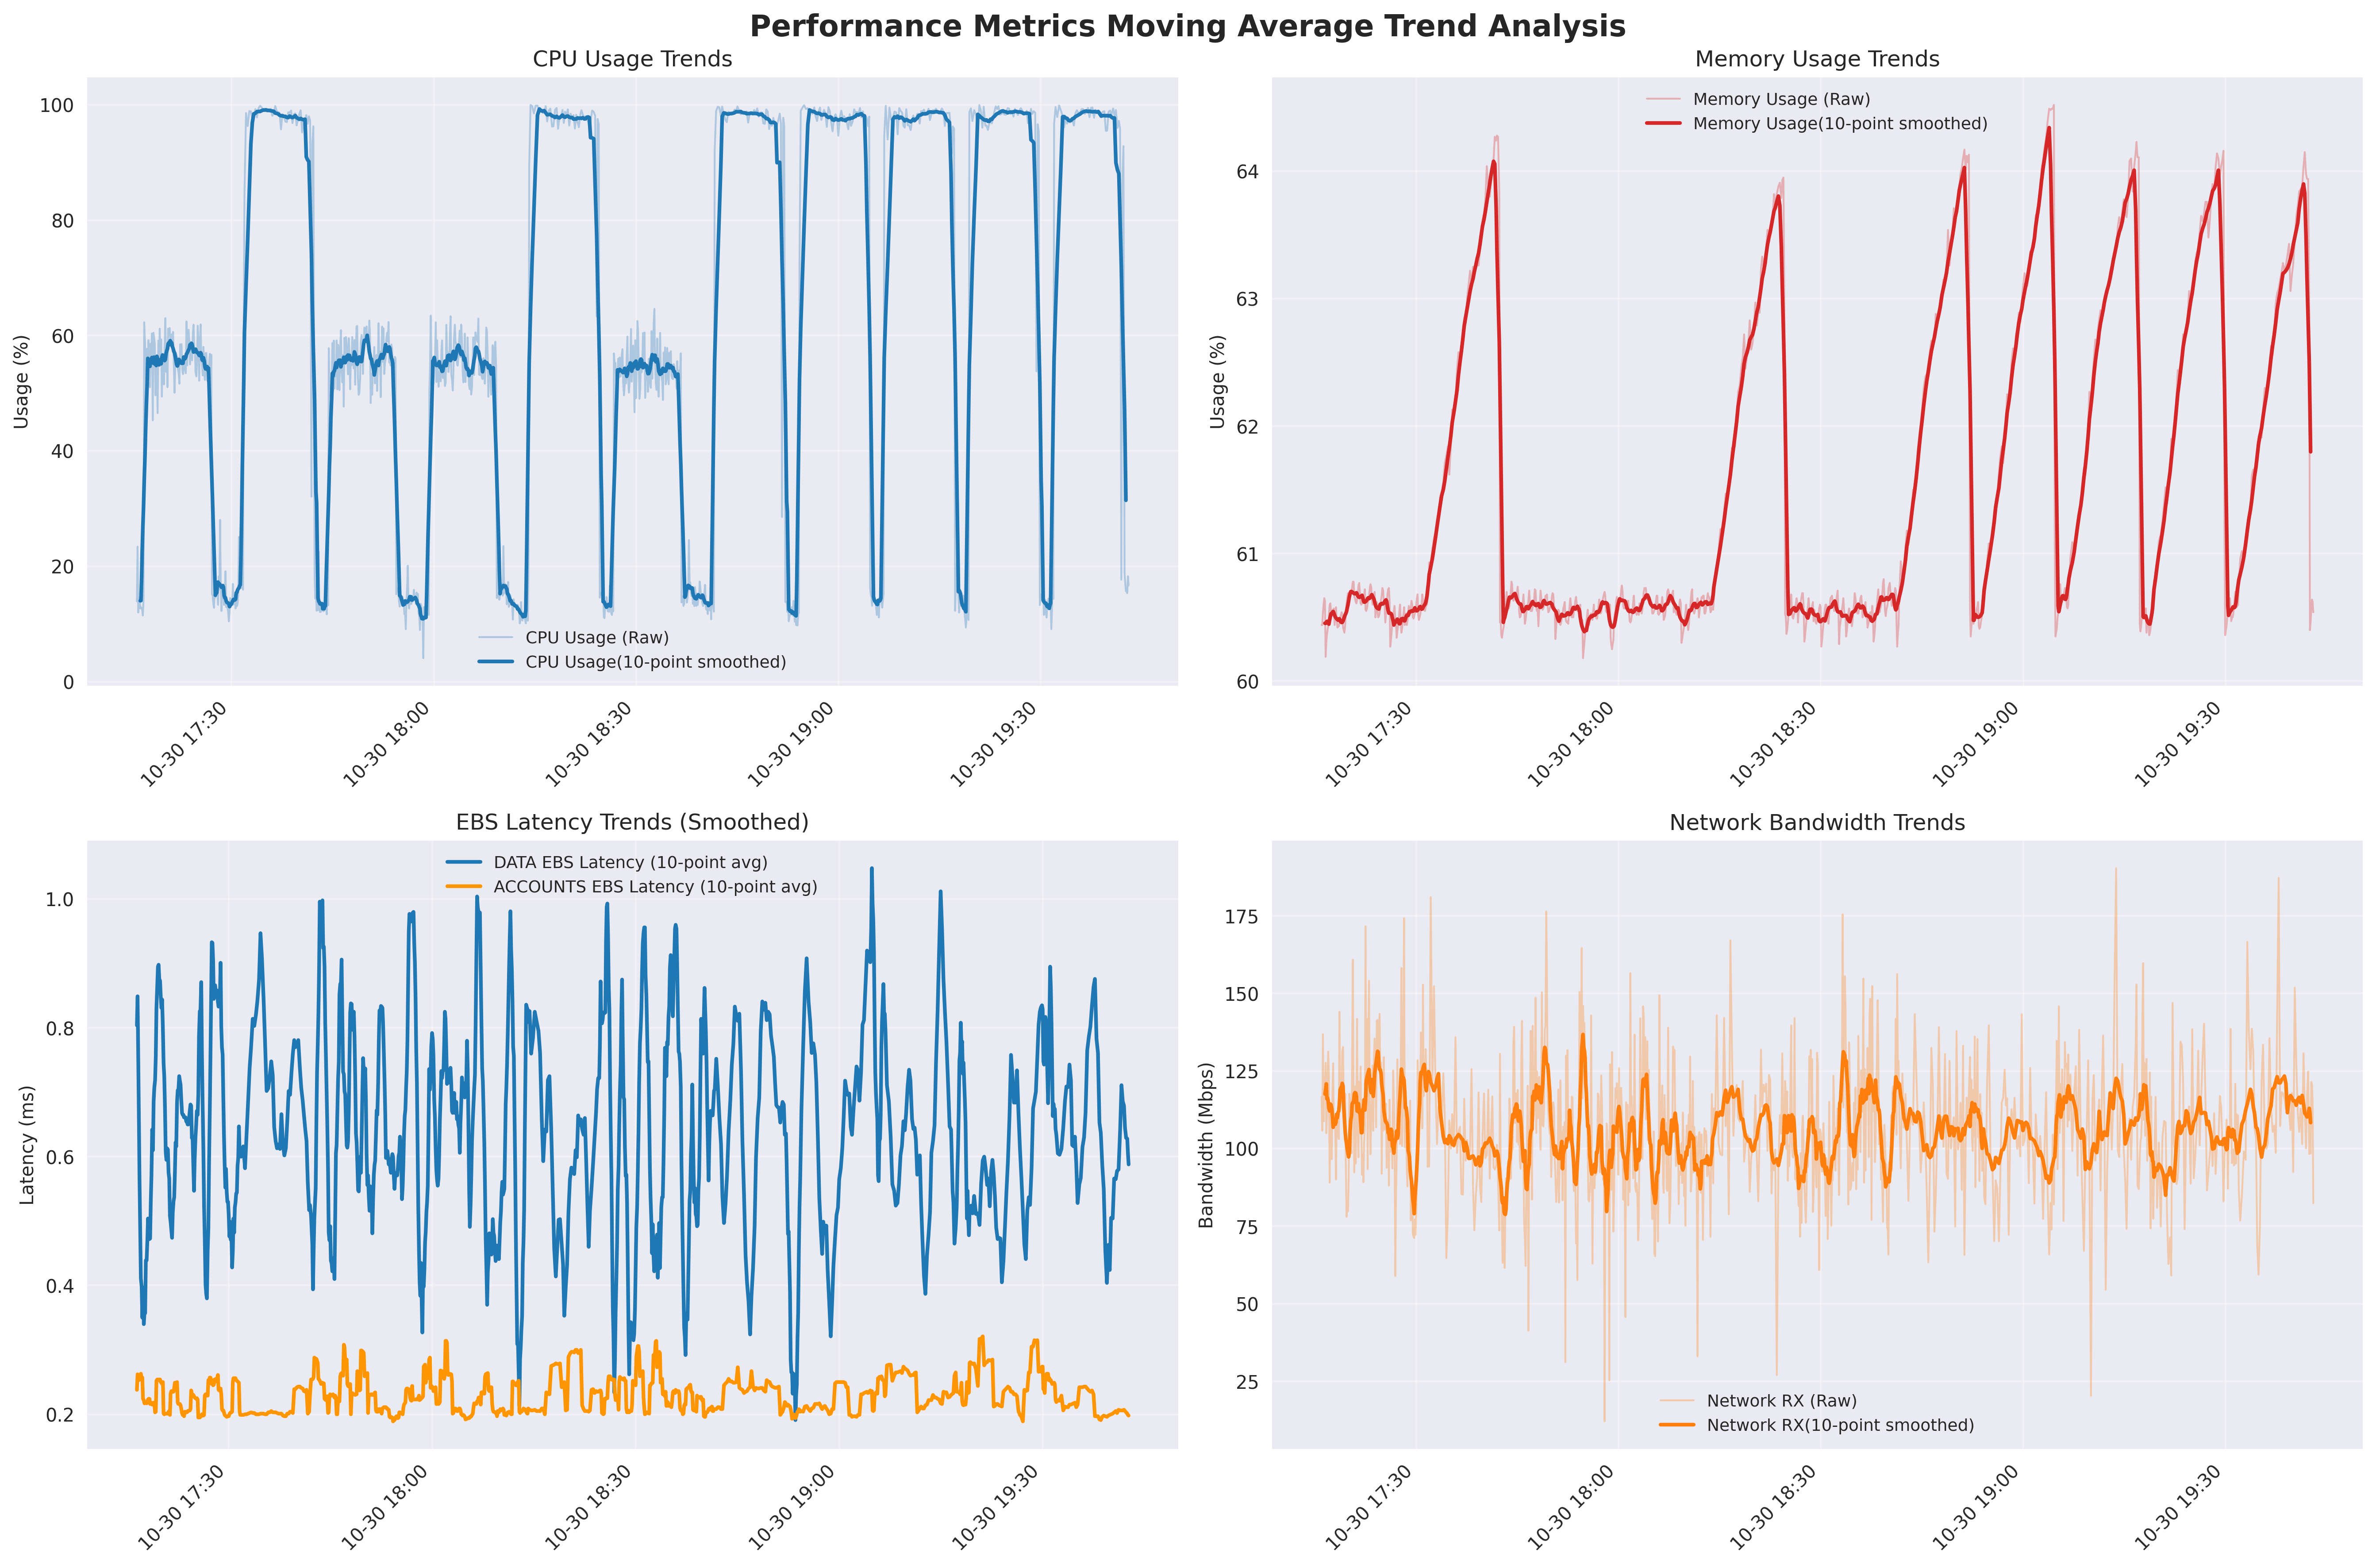 Performance Metrics Moving Average Trend Analysis
CPU Usage Trends
Usage (%)
100
80
60
40
20
0
CPU Usage (Raw)
CPU Usage(10-point smoothed)
10-30 17:30
10-30 18:00
10-30 18:30
10-30 19:00
10-30 19:30
Memory Usage Trends
Usage (%)
64
63
62
61
60
Memory Usage (Raw)
Memory Usage(10-point smoothed)
10-30 17:30
10-30 18:00
10-30 18:30
10-30 19:00
10-30 19:30
EBS Latency Trends (Smoothed)
Latency (ms)
1.0
0.8
0.6
0.4
0.2
DATA EBS Latency (10-point avg)
ACCOUNTS EBS Latency (10-point avg)
10-30 17:30
10-30 18:00
10-30 18:30
10-30 19:00
10-30 19:30
Network Bandwidth Trends
Bandwidth (Mbps)
175
150
125
100
75
50
25
Network RX (Raw)
Network RX(10-point smoothed)
10-30 17:30
10-30 18:00
10-30 18:30
10-30 19:00
10-30 19:30